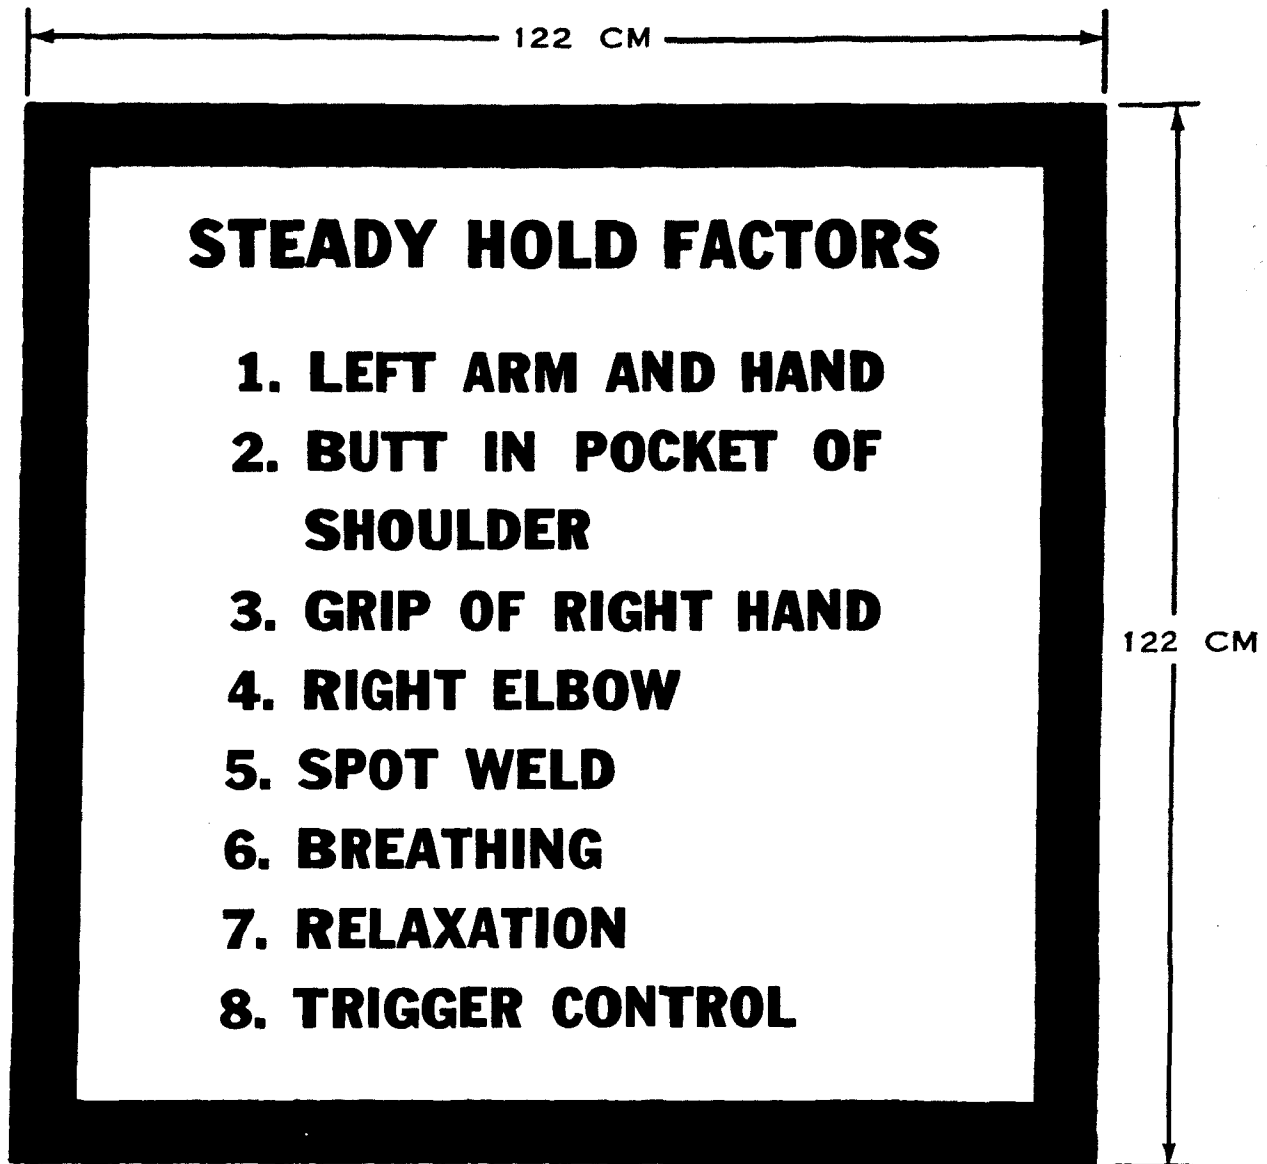 122 CM
STEADY HOLD FACTORS
1. LEFT ARM AND HAND
2. BUTT IN POCKET OF
SHOULDER
3. GRIP OF RIGHT HAND
4. RIGHT ELBOW
122 CM
5. SPOT WELD
6. BREATHING
7. RELAXATION
8. TRIGGER CONTROL